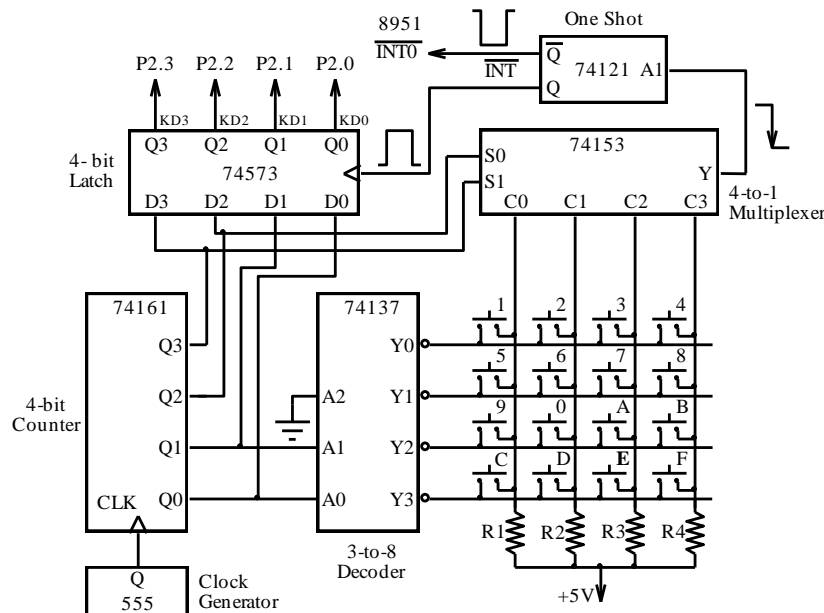 One Shot
8951
INT0
INT
Q
Q
74121
A1
P2.3 P2.2 P2.1 P2.0
KD3 KD2 KD1 KD0
Q3 Q2 Q1 Q0
4- bit
Latch
74573
D3 D2 D1 D0
74153
S0
S1
Y
C0 C1 C2 C3
4-to-1
Multiplexer
74161
Q3
Q2
Q1
Q0
CLK
4-bit
Counter
74137
A2
A1
A0
Y0
Y1
Y2
Y3
3-to-8
Decoder
1 2 3 4
5 6 7 8
9 0 A B
C D E F
R1 R2 R3 R4
+5V
Q
555
Clock
Generator